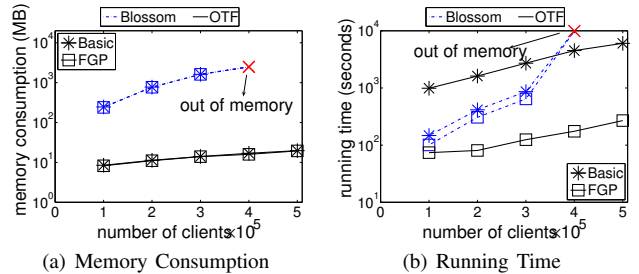 Blossom OTF
memory consumption (MB)
10^4
10^3
10^2
10^1
10^0
Basic
FGP
out of memory
0 1 2 3 4 5
number of clients ×10^5
(a) Memory Consumption
Blossom OTF
running time (seconds)
10^4
10^3
10^2
10^1
out of memory
Basic
FGP
0 1 2 3 4 5
number of clients ×10^5
(b) Running Time